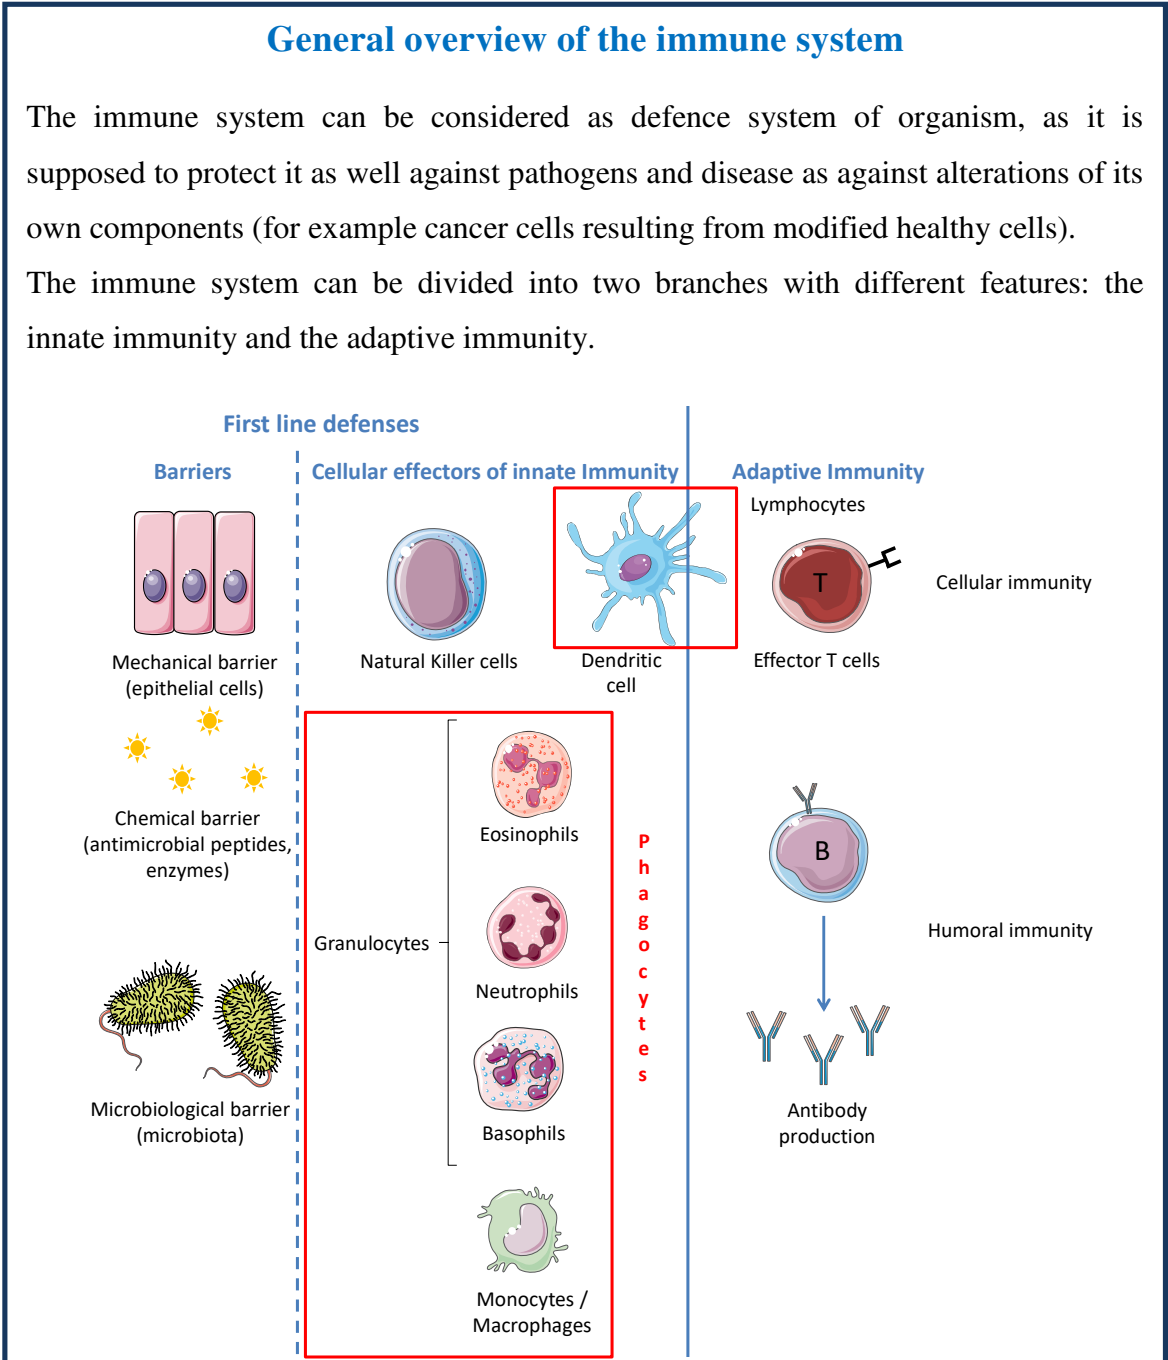 General overview of the immune system
The immune system can be considered as defence system of organism, as it is
supposed to protect it as well against pathogens and disease as against alterations of its
own components (for example cancer cells resulting from modified healthy cells).
The immune system can be divided into two branches with different features: the
innate immunity and the adaptive immunity.
First line defenses
Barriers
Cellular effectors of innate Immunity
Adaptive Immunity
Lymphocytes
T
Cellular immunity
Mechanical barrier
(epithelial cells)
Natural Killer cells
Dendritic
cell
Effector T cells
Chemical barrier
(antimicrobial peptides,
enzymes)
Eosinophils
Phagocytes
B
Granulocytes
Neutrophils
Humoral immunity
Microbiological barrier
(microbiota)
Basophils
Antibody
production
Monocytes /
Macrophages